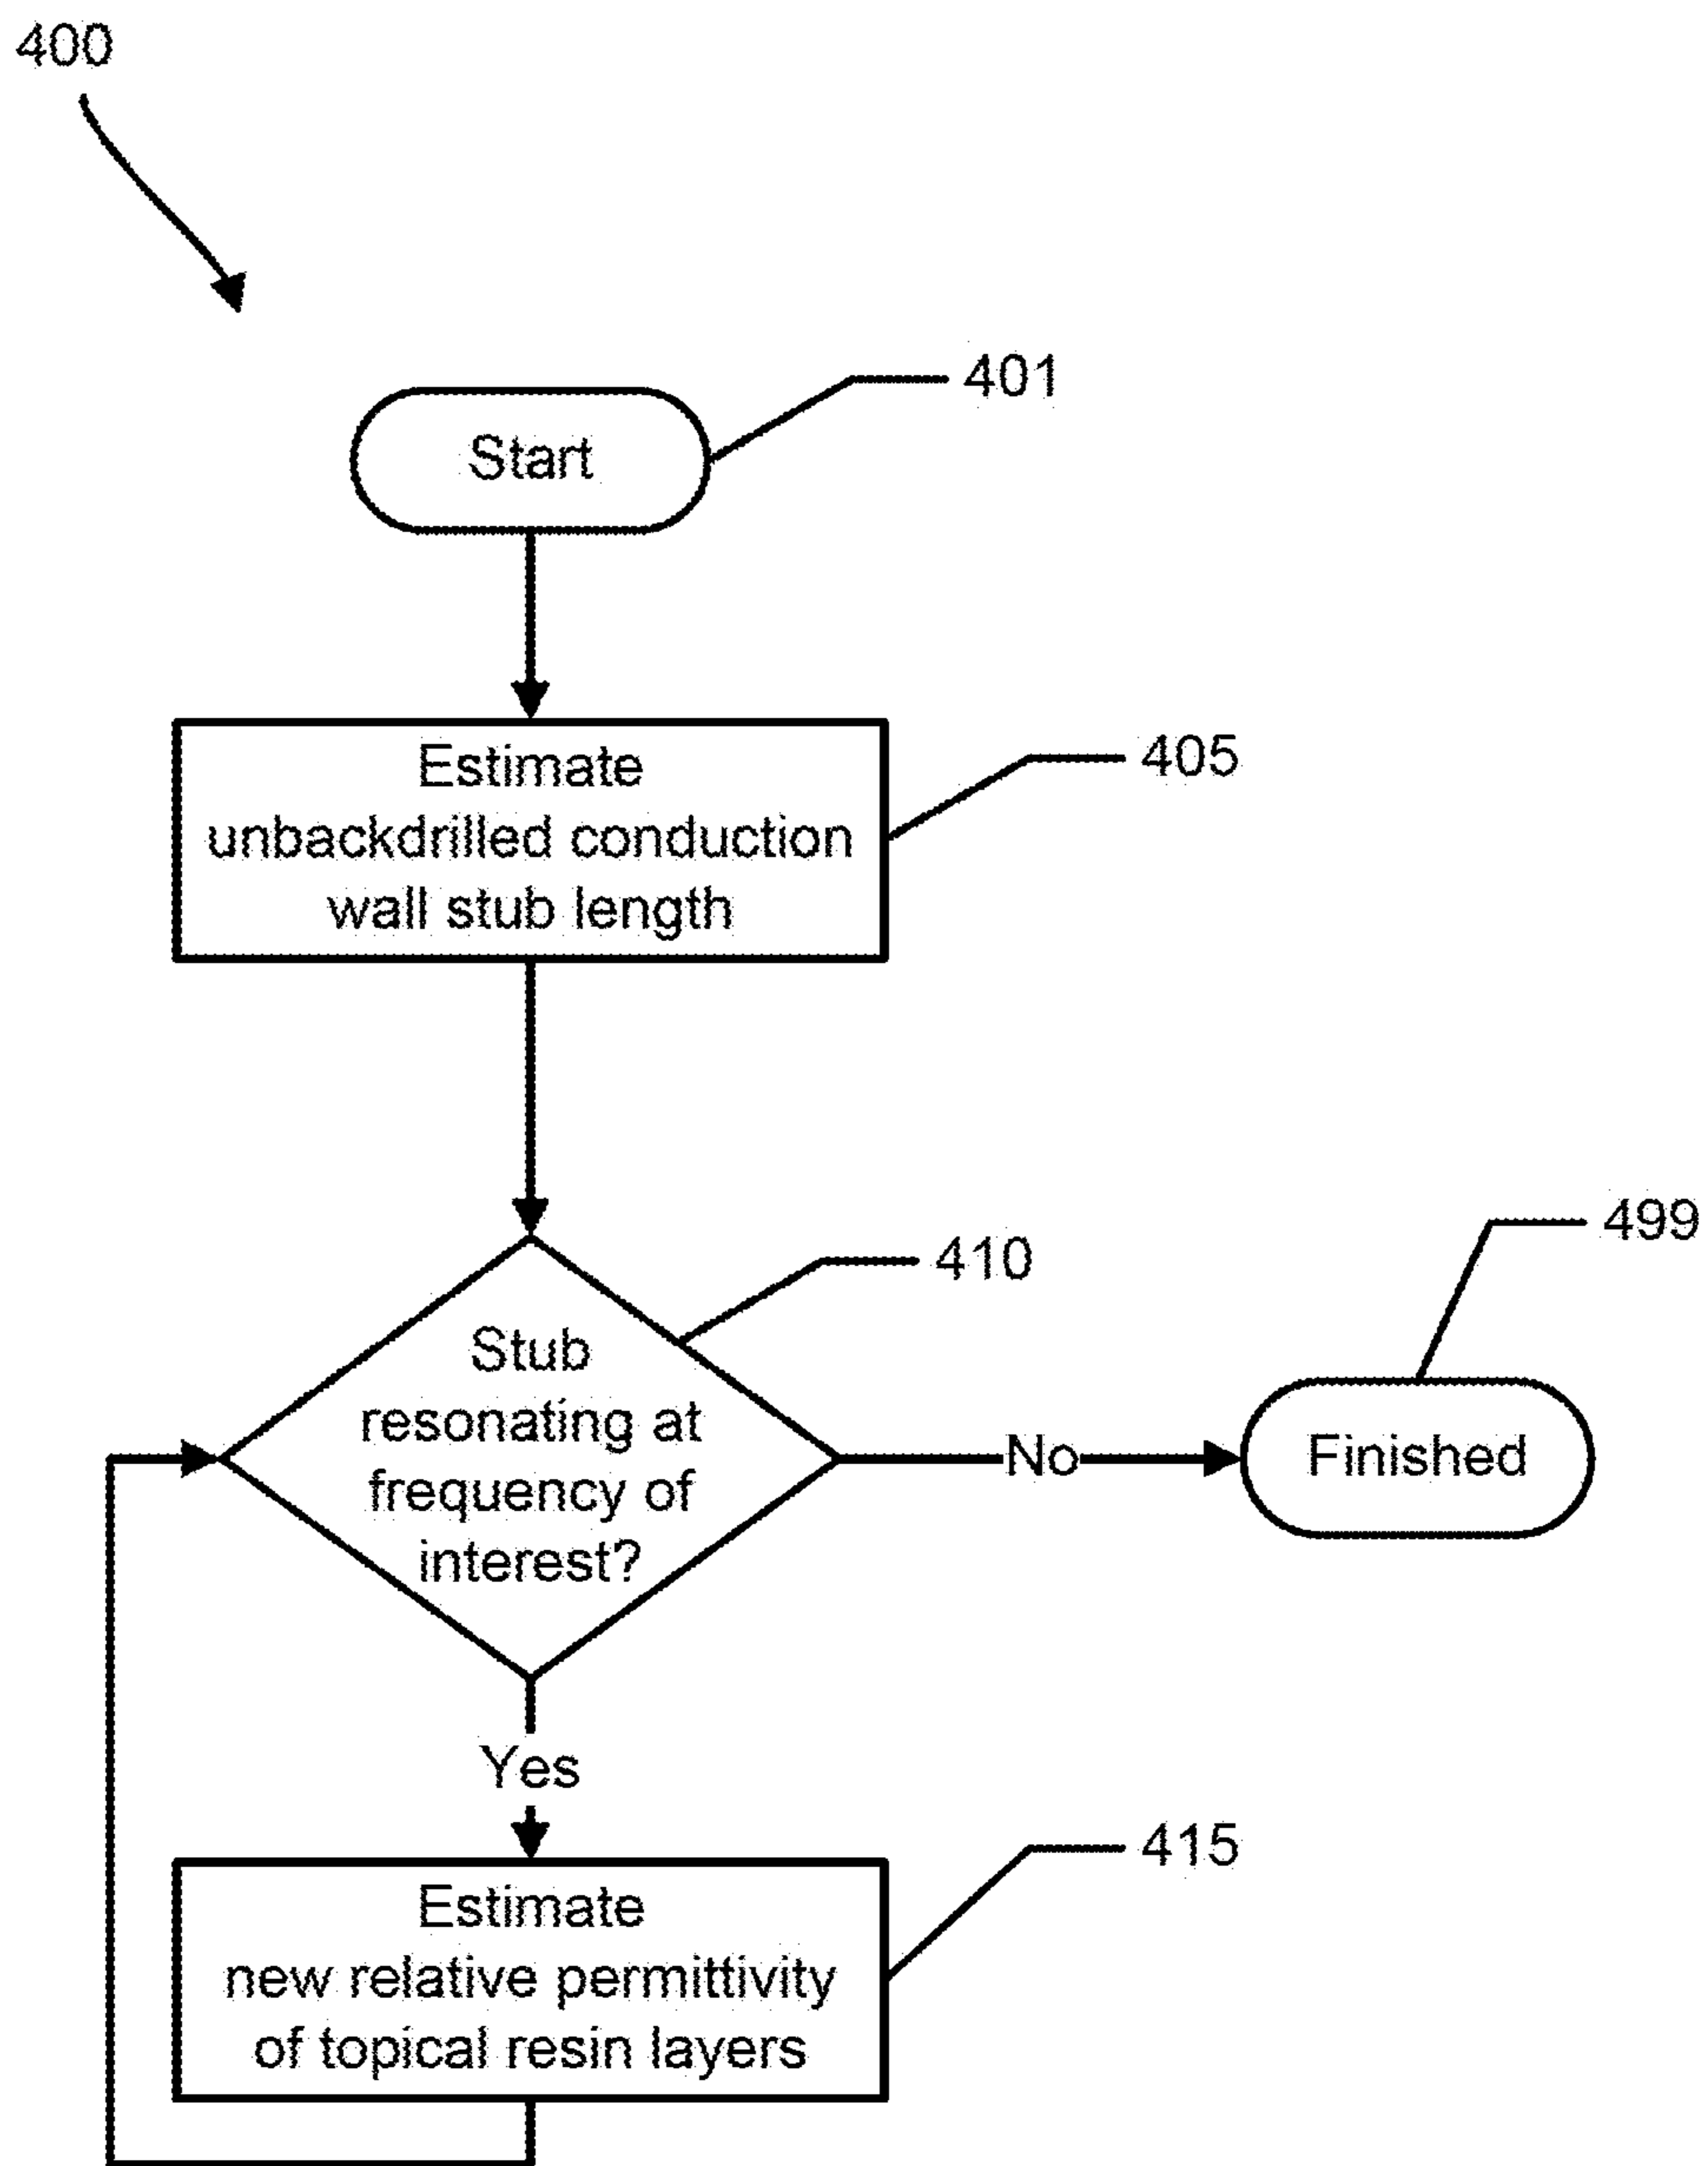 400
401
Start
405
Estimate
unbackdrilled conduction
wall stub length
499
410
Stub
resonating at
frequency of
interest?
No
Finished
Yes
415
Estimate
new relative permittivity
of topical resin layers